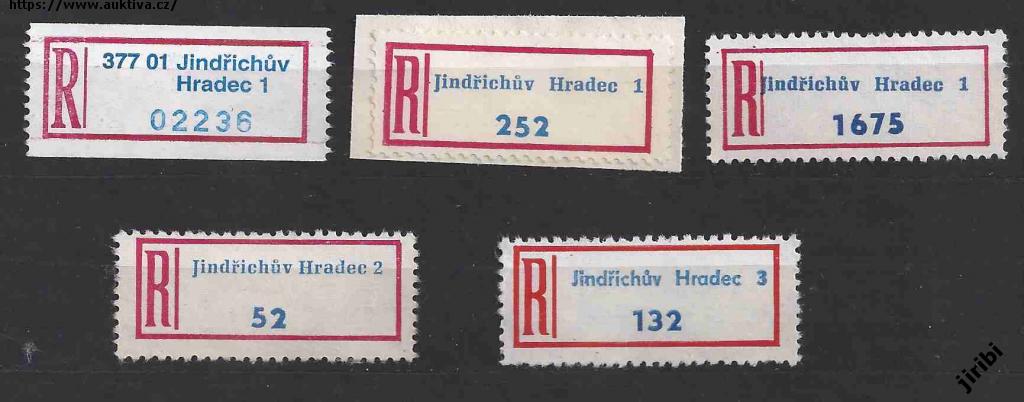 https://www.auktiva.cz/
R
377 01 Jindřichův
Hradec 1
02236
R
Jindřichův Hradec 1
252
R
Jindřichův Hradec 1
1675
R
Jindřichův Hradec 2
52
R
Jindřichův Hradec 3
132
jiribi